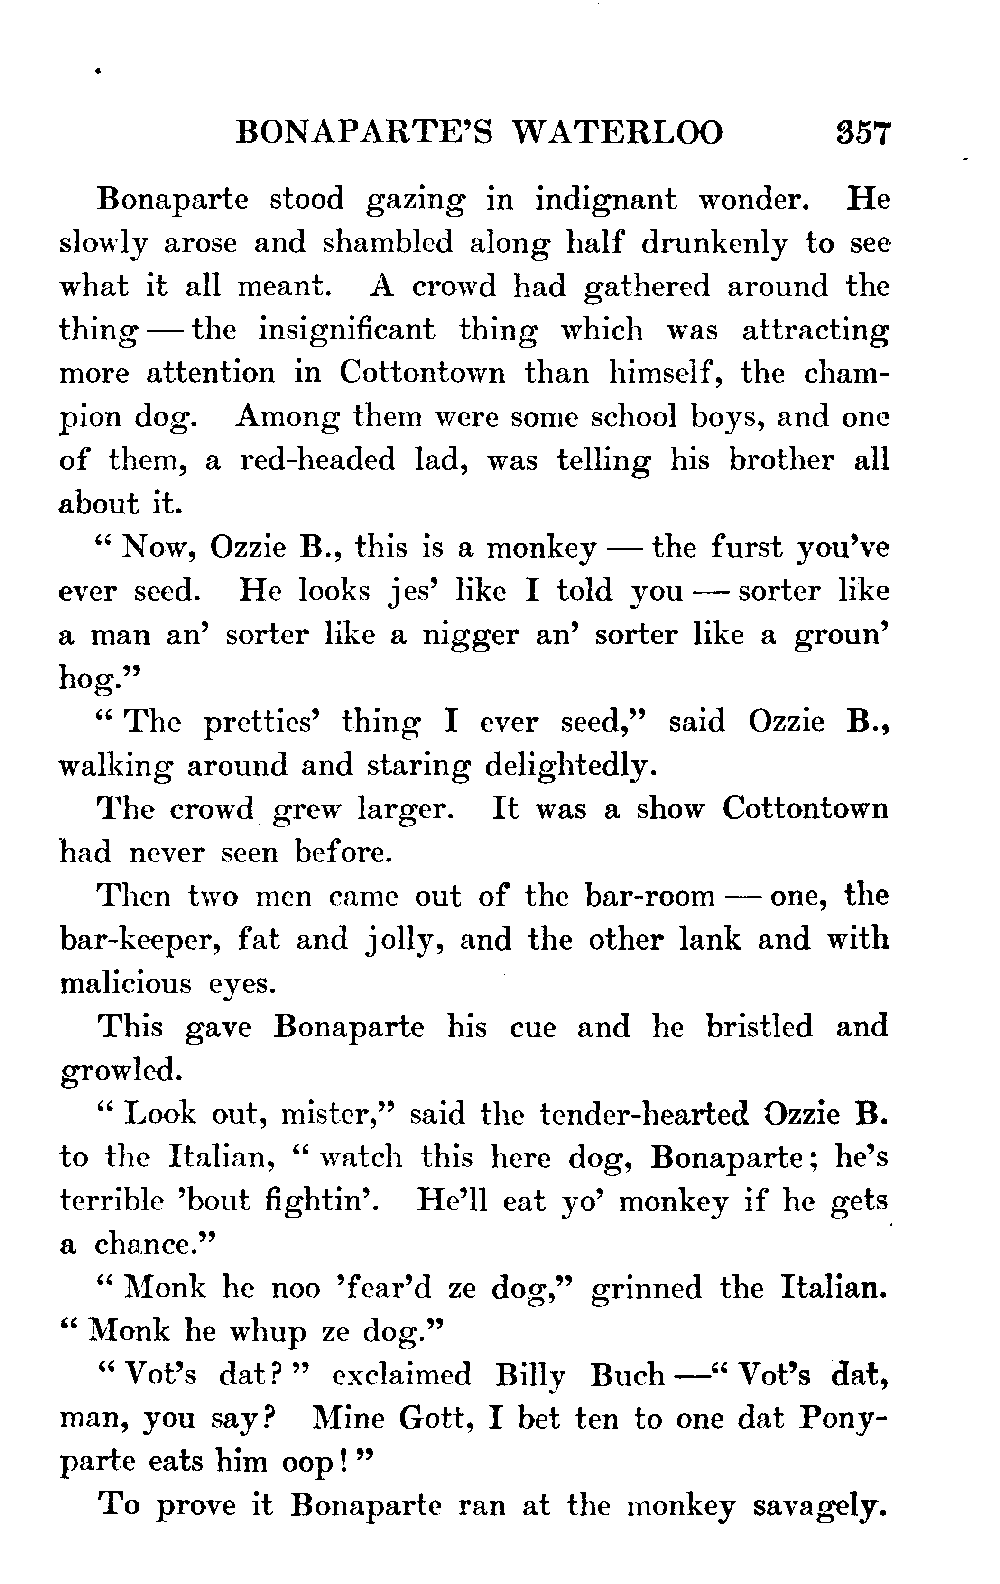 BONAPARTE'S WATERLOO 357
Bonaparte stood gazing in indignant wonder. He
slowly arose and shambled along half drunkenly to see
what it all meant. A crowd had gathered around the
thing — the insignificant thing which was attracting
more attention in Cottontown than himself, the cham-
pion dog. Among them were some school boys, and one
of them, a red-headed lad, was telling his brother all
about it.
“ Now, Ozzie B., this is a monkey — the furst you've
ever seed. He looks jes' like I told you — sorter like
a man an' sorter like a nigger an' sorter like a groun'
hog.”
“ The pretties' thing I ever seed,” said Ozzie B.,
walking around and staring delightedly.
The crowd grew larger. It was a show Cottontown
had never seen before.
Then two men came out of the bar-room — one, the
bar-keeper, fat and jolly, and the other lank and with
malicious eyes.
This gave Bonaparte his cue and he bristled and
growled.
“ Look out, mister,” said the tender-hearted Ozzie B.
to the Italian, “ watch this here dog, Bonaparte; he's
terrible 'bout fightin'. He'll eat yo' monkey if he gets
a chance.”
“ Monk he noo 'fear'd ze dog,” grinned the Italian.
“ Monk he whup ze dog.”
“ Vot's dat? ” exclaimed Billy Buch —“ Vot's dat,
man, you say? Mine Gott, I bet ten to one dat Pony-
parte eats him oop! ”
To prove it Bonaparte ran at the monkey savagely.